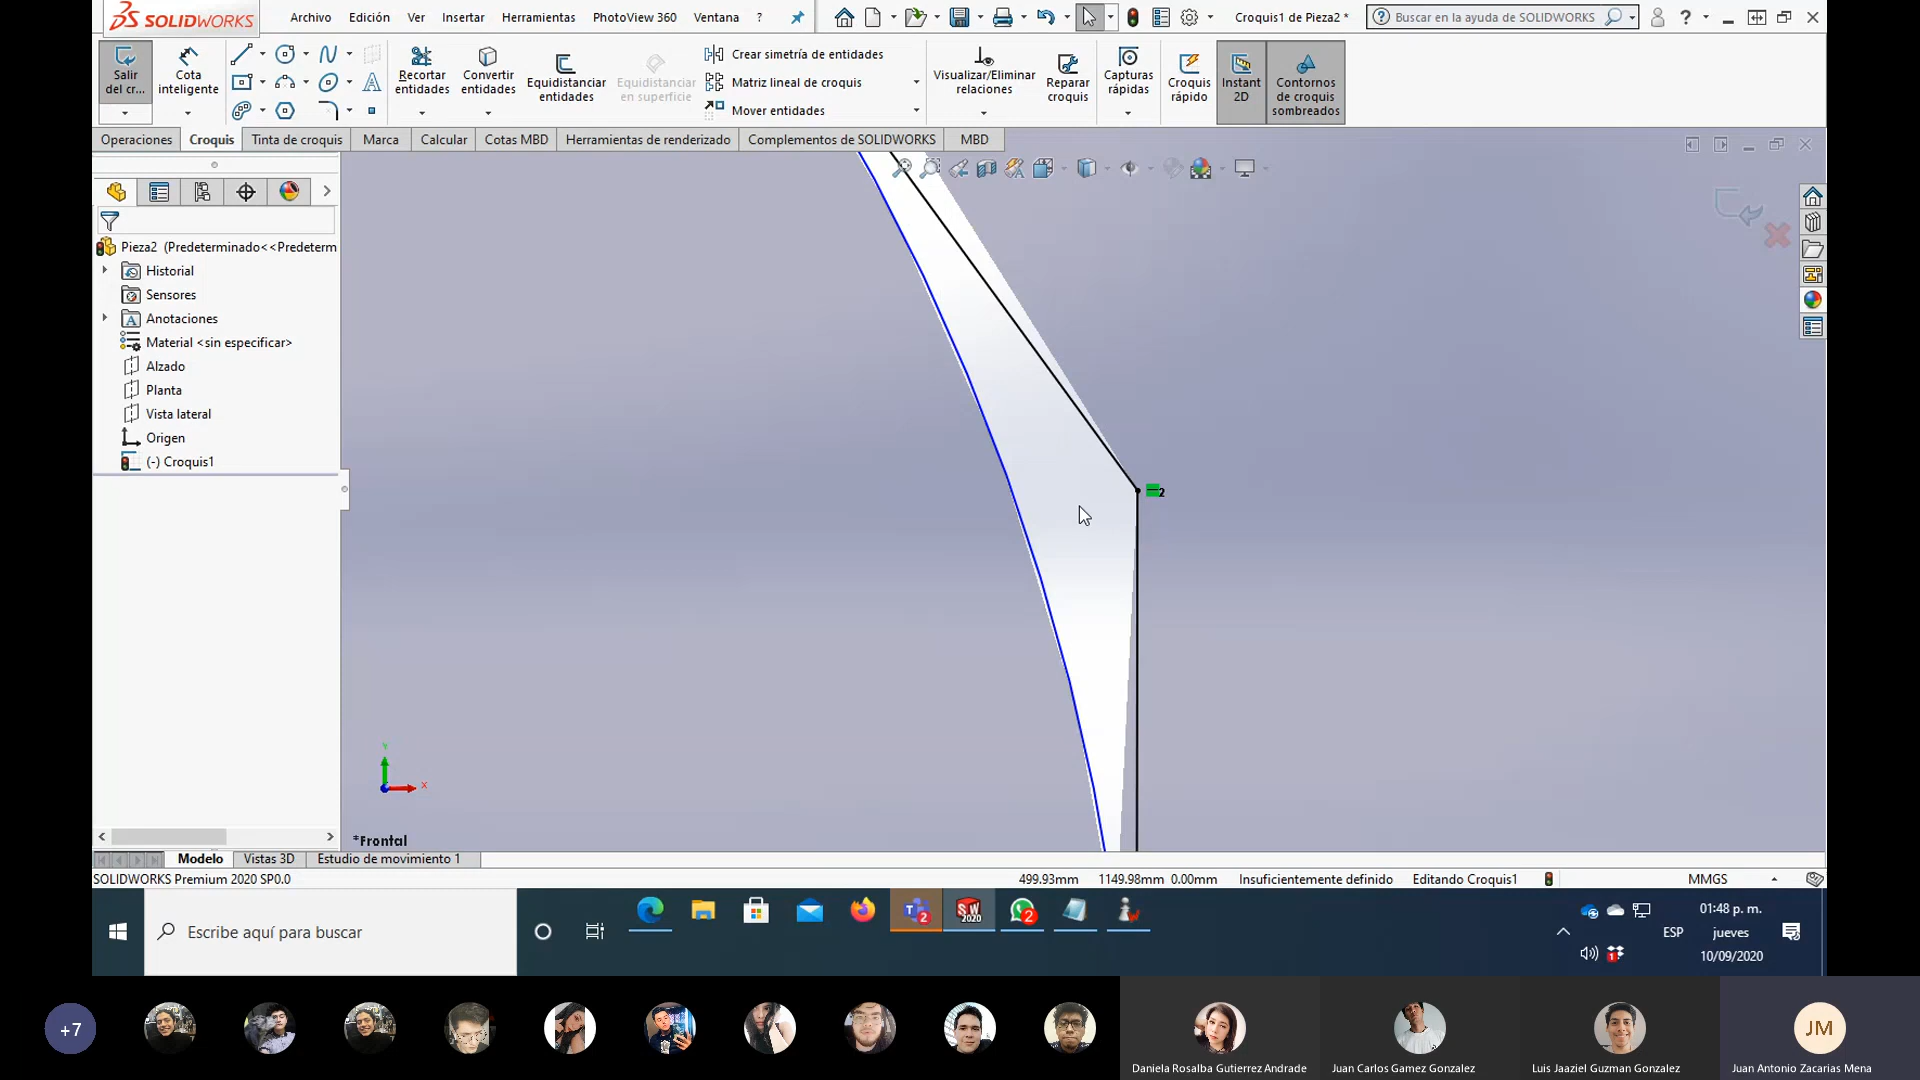 SOLIDWORKS
Archivo Edición Ver Insertar Herramientas PhotoView 360 Ventana ?
Croquis1 de Pieza2 *
Buscar en la ayuda de SOLIDWORKS
?
Salir del cr...
Cota inteligente
Recortar entidades
Convertir entidades
Equidistanciar entidades
Equidistanciar en superficie
Crear simetría de entidades
Matriz lineal de croquis
Mover entidades
Visualizar/Eliminar relaciones
Reparar croquis
Capturas rápidas
Croquis rápido
Instant 2D
Contornos de croquis sombreados
Operaciones Croquis Tinta de croquis Marca Calcular Cotas MBD Herramientas de renderizado Complementos de SOLIDWORKS MBD
Pieza2 (Predeterminado<<Predeterm
Historial
Sensores
Anotaciones
Material <sin especificar>
Alzado
Planta
Vista lateral
Origen
(-) Croquis1
2
Y
X
*Frontal
Modelo Vistas 3D Estudio de movimiento 1
SOLIDWORKS Premium 2020 SP0.0
499.93mm 1149.98mm 0.00mm Insuficientemente definido Editando Croquis1
MMGS
Escribe aquí para buscar
2
SW 2020
2
ESP
1
01:48 p. m.
jueves
10/09/2020
+7
JM
Daniela Rosalba Gutierrez Andrade
Juan Carlos Gamez Gonzalez
Luis Jaaziel Guzman Gonzalez
Juan Antonio Zacarias Mena